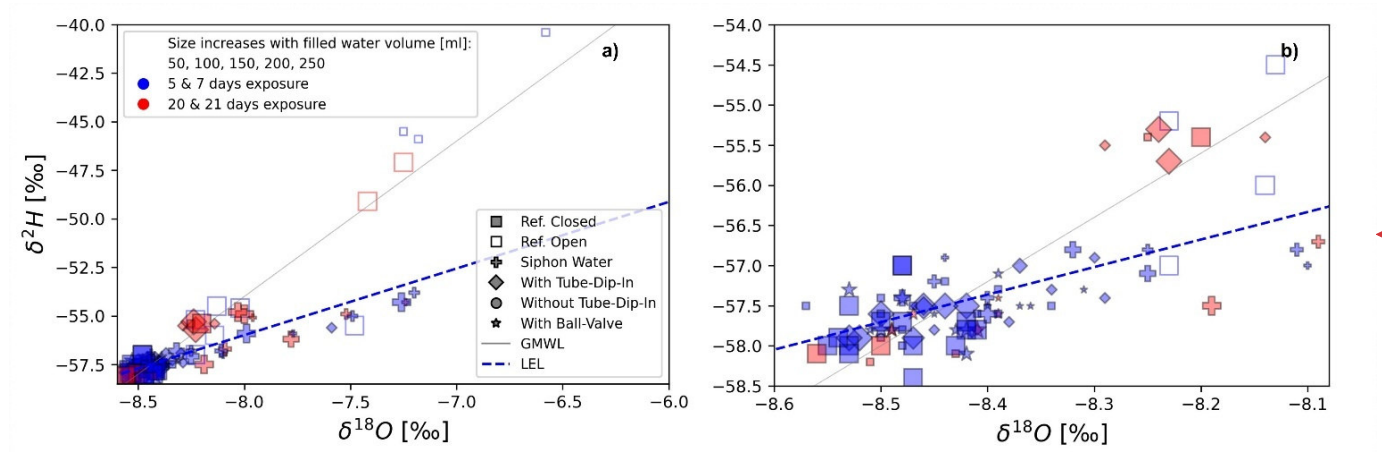 a)
Size increases with filled water volume [ml]:
50, 100, 150, 200, 250
5 & 7 days exposure
20 & 21 days exposure
−40.0
−42.5
−45.0
−47.5
−50.0
−52.5
−55.0
−57.5
δ²H [‰]
Ref. Closed
Ref. Open
Siphon Water
With Tube-Dip-In
Without Tube-Dip-In
With Ball-Valve
GMWL
LEL
−8.5 −8.0 −7.5 −7.0 −6.5 −6.0
δ¹⁸O [‰]
b)
−54.0
−54.5
−55.0
−55.5
−56.0
−56.5
−57.0
−57.5
−58.0
−58.5
−8.6 −8.5 −8.4 −8.3 −8.2 −8.1
δ¹⁸O [‰]